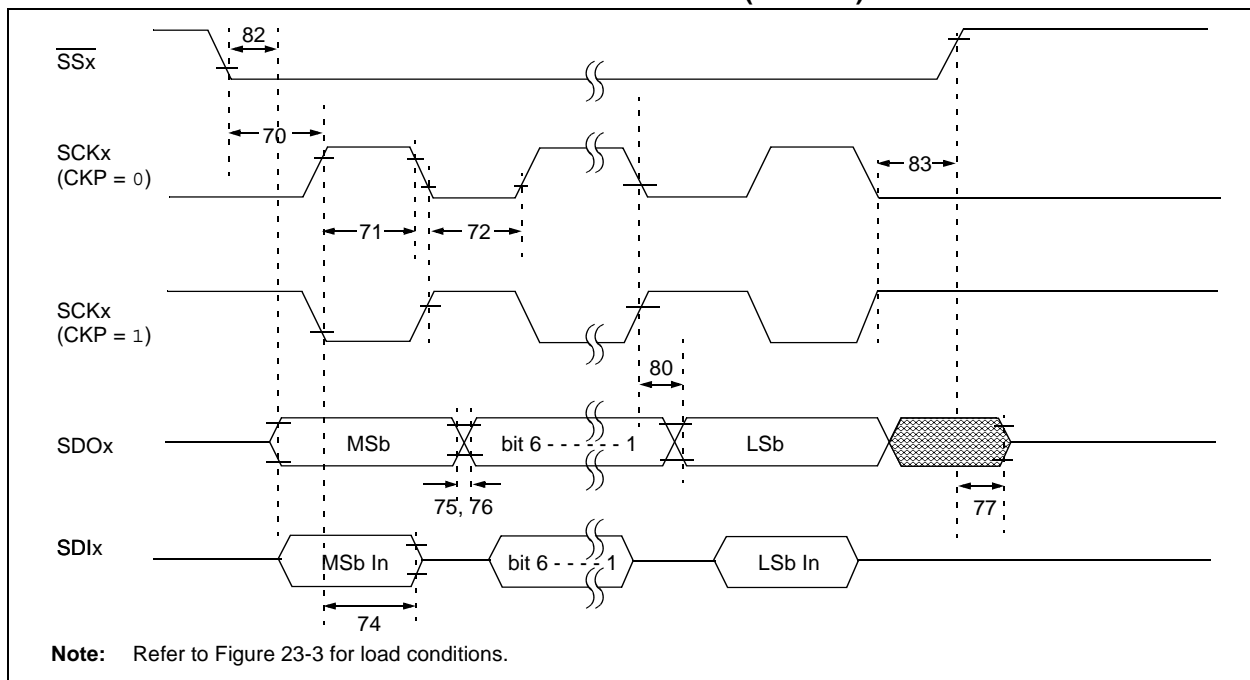 82
SSx
70
SCKx
(CKP = 0)
83
71
72
SCKx
(CKP = 1)
80
SDOx
MSb
bit 6 - - - - - - 1
LSb
75, 76
77
SDIx
MSb In
bit 6 - - - - 1
LSb In
74
Note: Refer to Figure 23-3 for load conditions.